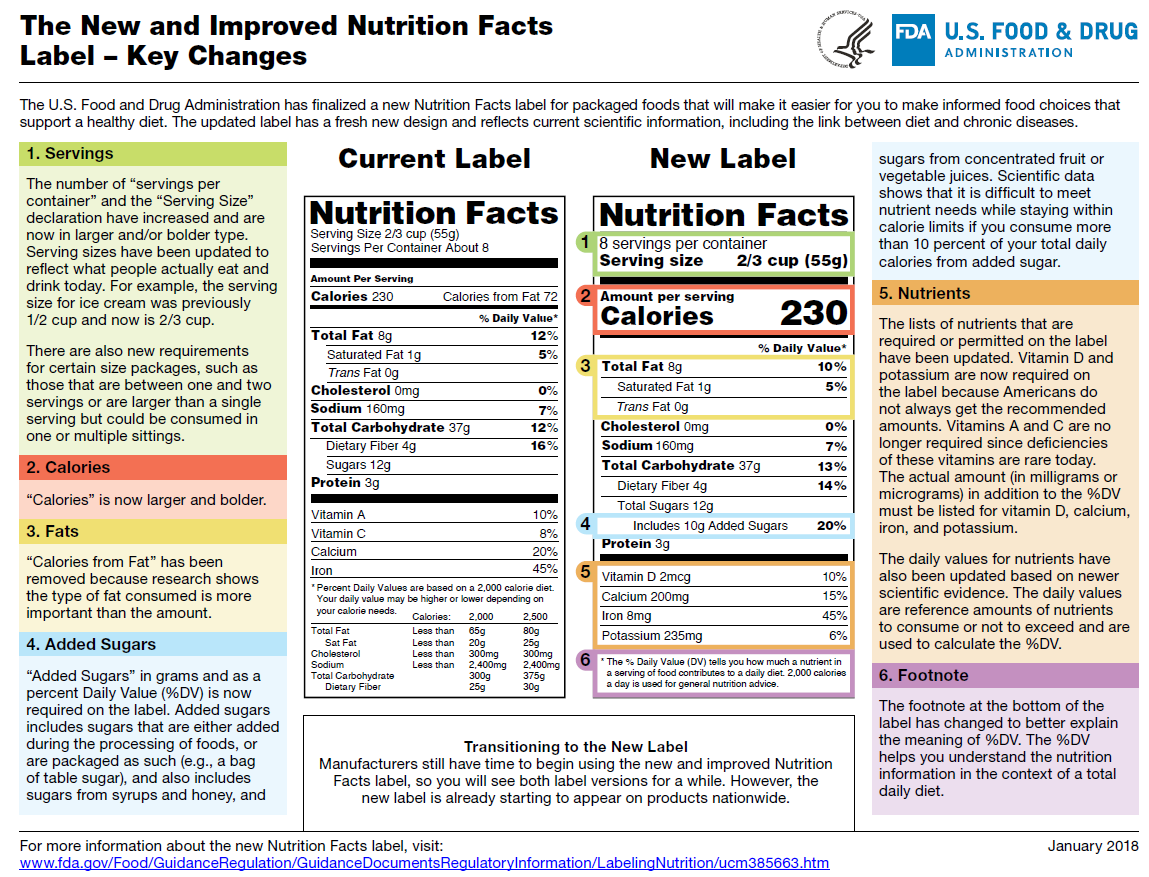 The New and Improved Nutrition Facts
Label – Key Changes
FDA
U.S. FOOD & DRUG
ADMINISTRATION
The U.S. Food and Drug Administration has finalized a new Nutrition Facts label for packaged foods that will make it easier for you to make informed food choices that
support a healthy diet. The updated label has a fresh new design and reflects current scientific information, including the link between diet and chronic diseases.
1. Servings
The number of “servings per
container” and the “Serving Size”
declaration have increased and are
now in larger and/or bolder type.
Serving sizes have been updated to
reflect what people actually eat and
drink today. For example, the serving
size for ice cream was previously
1/2 cup and now is 2/3 cup.
There are also new requirements
for certain size packages, such as
those that are between one and two
servings or are larger than a single
serving but could be consumed in
one or multiple sittings.
2. Calories
“Calories” is now larger and bolder.
3. Fats
“Calories from Fat” has been
removed because research shows
the type of fat consumed is more
important than the amount.
4. Added Sugars
“Added Sugars” in grams and as a
percent Daily Value (%DV) is now
required on the label. Added sugars
includes sugars that are either added
during the processing of foods, or
are packaged as such (e.g., a bag
of table sugar), and also includes
sugars from syrups and honey, and
Current Label
Nutrition Facts
Serving Size 2/3 cup (55g)
Servings Per Container About 8
Amount Per Serving
Calories 230 Calories from Fat 72
% Daily Value*
Total Fat 8g 12%
Saturated Fat 1g 5%
Trans Fat 0g
Cholesterol 0mg 0%
Sodium 160mg 7%
Total Carbohydrate 37g 12%
Dietary Fiber 4g 16%
Sugars 12g
Protein 3g
Vitamin A 10%
Vitamin C 8%
Calcium 20%
Iron 45%
* Percent Daily Values are based on a 2,000 calorie diet.
Your daily value may be higher or lower depending on
your calorie needs.
Calories: 2,000 2,500
Total Fat Less than 65g 80g
Sat Fat Less than 20g 25g
Cholesterol Less than 300mg 300mg
Sodium Less than 2,400mg 2,400mg
Total Carbohydrate 300g 375g
Dietary Fiber 25g 30g
New Label
Nutrition Facts
1
8 servings per container
Serving size 2/3 cup (55g)
2
Amount per serving
Calories 230
% Daily Value*
3
Total Fat 8g 10%
Saturated Fat 1g 5%
Trans Fat 0g
Cholesterol 0mg 0%
Sodium 160mg 7%
Total Carbohydrate 37g 13%
Dietary Fiber 4g 14%
Total Sugars 12g
4
Includes 10g Added Sugars 20%
Protein 3g
5
Vitamin D 2mcg 10%
Calcium 200mg 15%
Iron 8mg 45%
Potassium 235mg 6%
6
* The % Daily Value (DV) tells you how much a nutrient in
a serving of food contributes to a daily diet. 2,000 calories
a day is used for general nutrition advice.
Transitioning to the New Label
Manufacturers still have time to begin using the new and improved Nutrition
Facts label, so you will see both label versions for a while. However, the
new label is already starting to appear on products nationwide.
sugars from concentrated fruit or
vegetable juices. Scientific data
shows that it is difficult to meet
nutrient needs while staying within
calorie limits if you consume more
than 10 percent of your total daily
calories from added sugar.
5. Nutrients
The lists of nutrients that are
required or permitted on the label
have been updated. Vitamin D and
potassium are now required on
the label because Americans do
not always get the recommended
amounts. Vitamins A and C are no
longer required since deficiencies
of these vitamins are rare today.
The actual amount (in milligrams or
micrograms) in addition to the %DV
must be listed for vitamin D, calcium,
iron, and potassium.
The daily values for nutrients have
also been updated based on newer
scientific evidence. The daily values
are reference amounts of nutrients
to consume or not to exceed and are
used to calculate the %DV.
6. Footnote
The footnote at the bottom of the
label has changed to better explain
the meaning of %DV. The %DV
helps you understand the nutrition
information in the context of a total
daily diet.
For more information about the new Nutrition Facts label, visit:
www.fda.gov/Food/GuidanceRegulation/GuidanceDocumentsRegulatoryInformation/LabelingNutrition/ucm385663.htm
January 2018